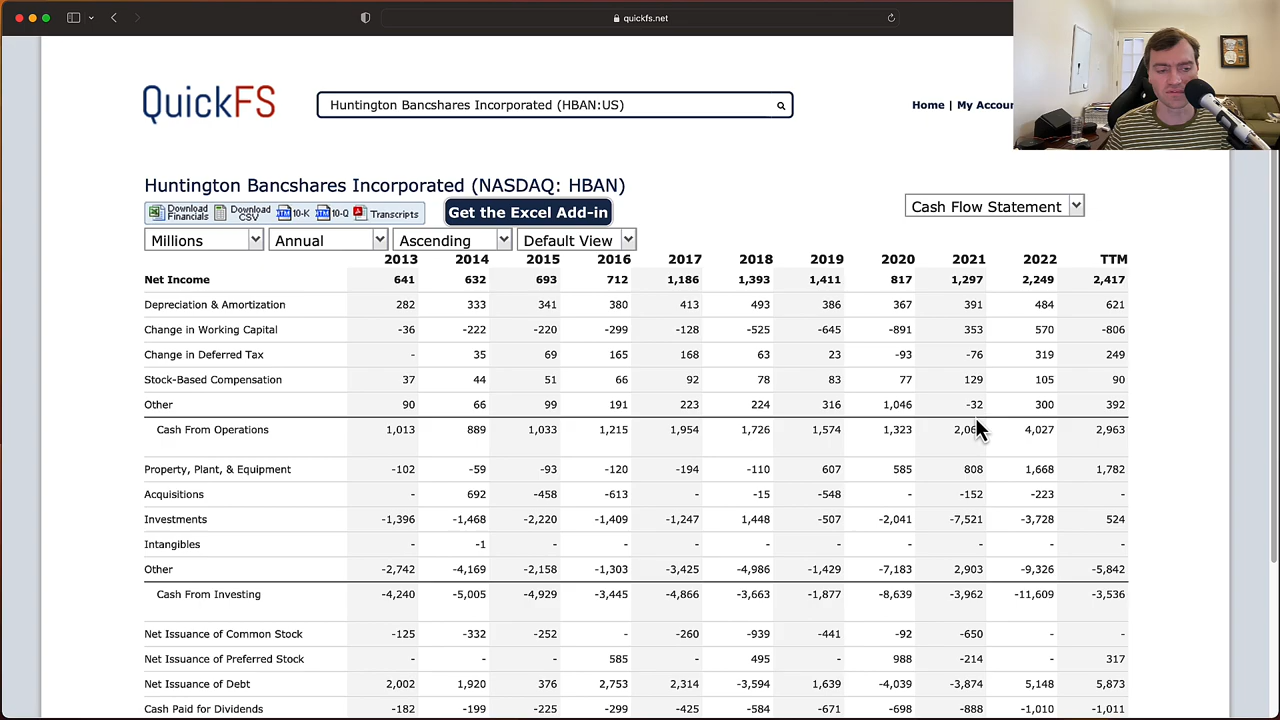 quickfs.net
QuickFS
Huntington Bancshares Incorporated (HBAN:US)
Home | My Accoun
Huntington Bancshares Incorporated (NASDAQ: HBAN)
Download Financials Download CSV 10-K 10-Q Transcripts Get the Excel Add-in
Cash Flow Statement
Millions Annual Ascending Default View
2013 2014 2015 2016 2017 2018 2019 2020 2021 2022 TTM
Net Income 641 632 693 712 1,186 1,393 1,411 817 1,297 2,249 2,417
Depreciation & Amortization 282 333 341 380 413 493 386 367 391 484 621
Change in Working Capital -36 -222 -220 -299 -128 -525 -645 -891 353 570 -806
Change in Deferred Tax - 35 69 165 168 63 23 -93 -76 319 249
Stock-Based Compensation 37 44 51 66 92 78 83 77 129 105 90
Other 90 66 99 191 223 224 316 1,046 -32 300 392
Cash From Operations 1,013 889 1,033 1,215 1,954 1,726 1,574 1,323 4,027 2,963
Property, Plant, & Equipment -102 -59 -93 -120 -194 -110 607 585 808 1,668 1,782
Acquisitions - 692 -458 -613 - -15 -548 - -152 -223 -
Investments -1,396 -1,468 -2,220 -1,409 -1,247 1,448 -507 -2,041 -7,521 -3,728 524
Intangibles - -1 - - - - - - - - -
Other -2,742 -4,169 -2,158 -1,303 -3,425 -4,986 -1,429 -7,183 2,903 -9,326 -5,842
Cash From Investing -4,240 -5,005 -4,929 -3,445 -4,866 -3,663 -1,877 -8,639 -3,962 -11,609 -3,536
Net Issuance of Common Stock -125 -332 -252 - -260 -939 -441 -92 -650 - -
Net Issuance of Preferred Stock - - - 585 - 495 - 988 -214 - 317
Net Issuance of Debt 2,002 1,920 376 2,753 2,314 -3,594 1,639 -4,039 -3,874 5,148 5,873
Cash Paid for Dividends -182 -199 -225 -299 -425 -584 -671 -698 -888 -1,010 -1,011